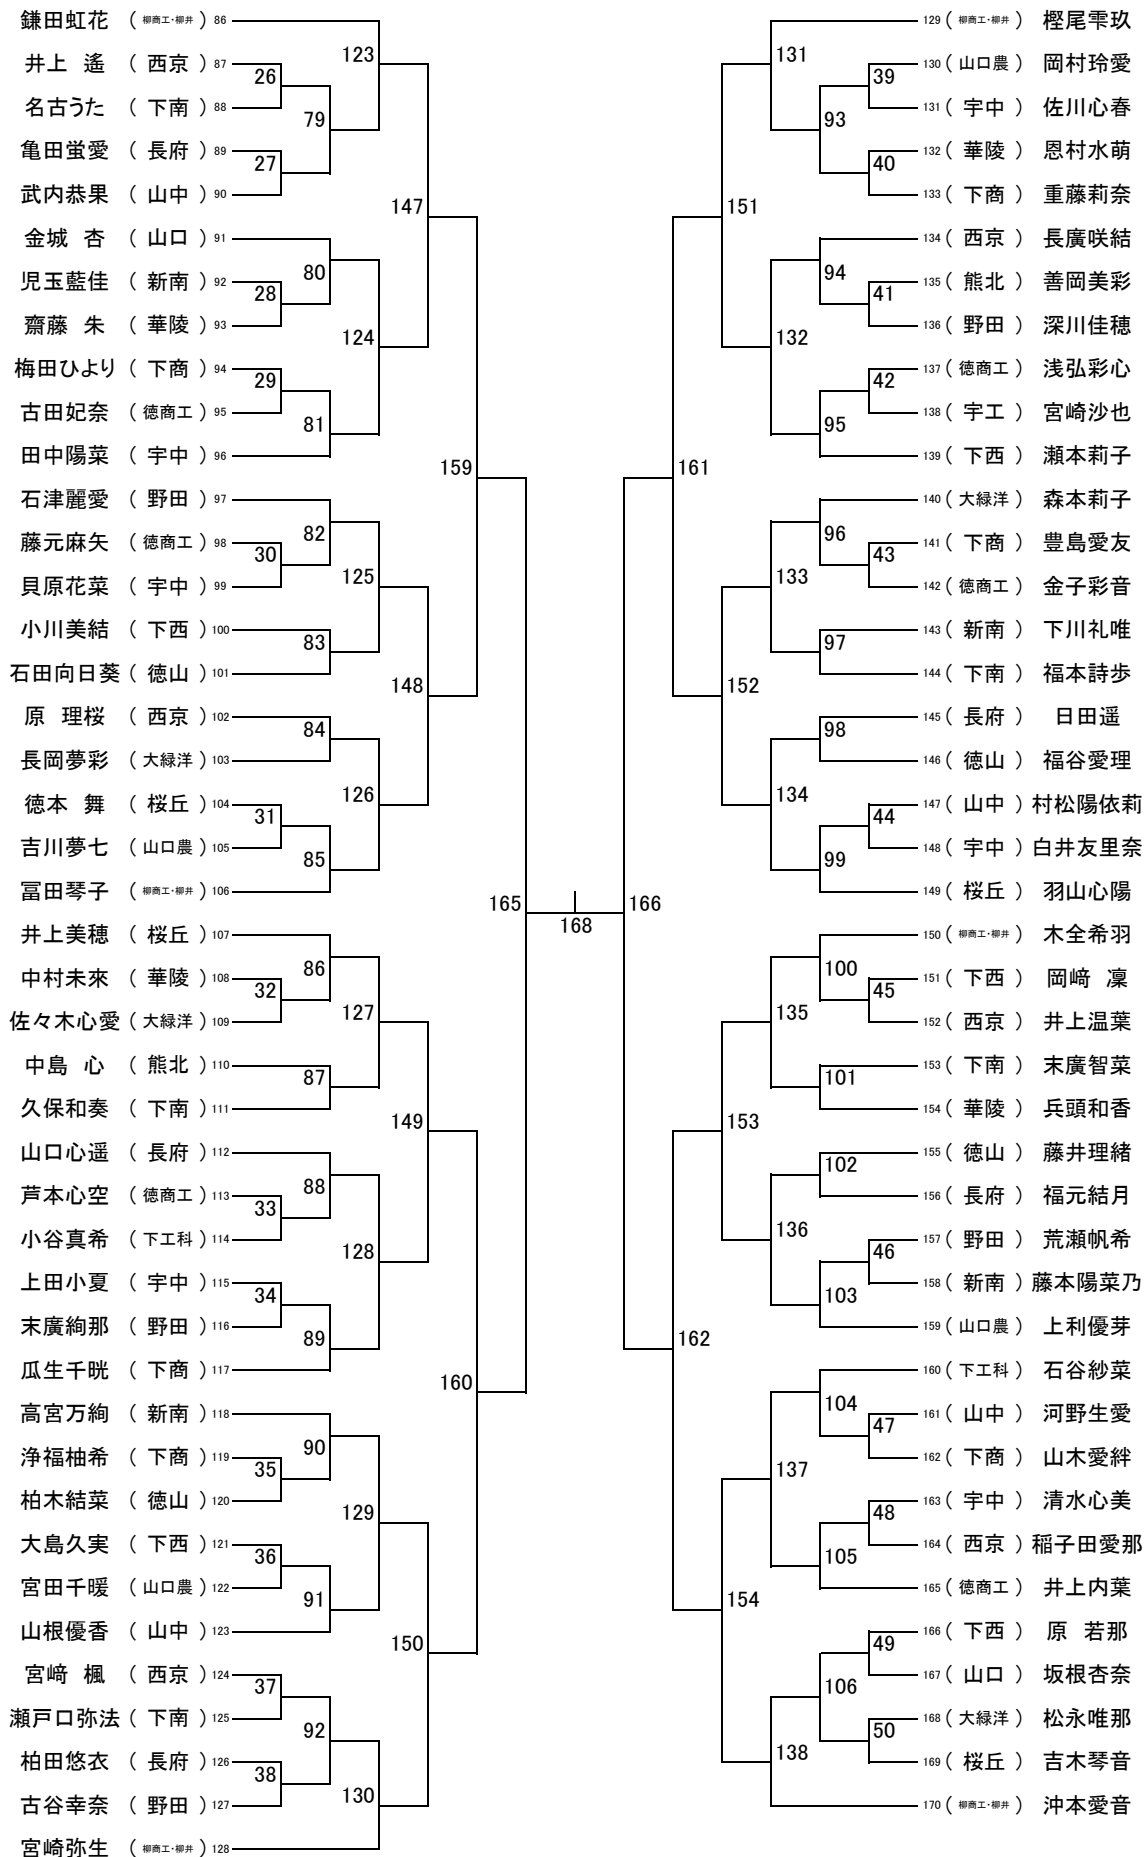 鎌田虹花 （柳商工・柳井）86
井上　遙 （西京）87
名古うた （下南）88
亀田蛍愛 （長府）89
武内恭果 （山中）90
金城　杏 （山口）91
児玉藍佳 （新南）92
齋藤　朱 （華陵）93
梅田ひより （下商）94
古田妃奈 （徳商工）95
田中陽菜 （宇中）96
石津麗愛 （野田）97
藤元麻矢 （徳商工）98
貝原花菜 （宇中）99
小川美結 （下西）100
石田向日葵 （徳山）101
原　理桜 （西京）102
長岡夢彩 （大緑洋）103
徳本　舞 （桜丘）104
吉川夢七 （山口農）105
冨田琴子 （柳商工・柳井）106
井上美穂 （桜丘）107
中村未來 （華陵）108
佐々木心愛 （大緑洋）109
中島　心 （熊北）110
久保和奏 （下南）111
山口心遥 （長府）112
芦本心空 （徳商工）113
小谷真希 （下工科）114
上田小夏 （宇中）115
末廣絢那 （野田）116
瓜生千晄 （下商）117
高宮万絢 （新南）118
浄福柚希 （下商）119
柏木結菜 （徳山）120
大島久実 （下西）121
宮田千暖 （山口農）122
山根優香 （山中）123
宮﨑　楓 （西京）124
瀬戸口弥法 （下南）125
柏田悠衣 （長府）126
古谷幸奈 （野田）127
宮崎弥生 （柳商工・柳井）128
26
27
28
29
30
31
32
33
34
35
36
37
38
79
80
81
82
83
84
85
86
87
88
89
90
91
92
123
124
125
126
127
128
129
130
147
148
149
150
159
160
165
168
166
161
162
151
152
153
154
131
132
133
134
135
136
137
138
93
94
95
96
97
98
99
100
101
102
103
104
105
106
39
40
41
42
43
44
45
46
47
48
49
50
129（柳商工・柳井） 樫尾雫玖
130（山口農） 岡村玲愛
131（宇中） 佐川心春
132（華陵） 恩村水萌
133（下商） 重藤莉奈
134（西京） 長廣咲結
135（熊北） 善岡美彩
136（野田） 深川佳穂
137（徳商工） 浅弘彩心
138（宇工） 宮崎沙也
139（下西） 瀬本莉子
140（大緑洋） 森本莉子
141（下商） 豊島愛友
142（徳商工） 金子彩音
143（新南） 下川礼唯
144（下南） 福本詩歩
145（長府） 日田遥
146（徳山） 福谷愛理
147（山中） 村松陽依莉
148（宇中） 白井友里奈
149（桜丘） 羽山心陽
150（柳商工・柳井） 木全希羽
151（下西） 岡﨑　凜
152（西京） 井上温葉
153（下南） 末廣智菜
154（華陵） 兵頭和香
155（徳山） 藤井理緒
156（長府） 福元結月
157（野田） 荒瀬帆希
158（新南） 藤本陽菜乃
159（山口農） 上利優芽
160（下工科） 石谷紗菜
161（山中） 河野生愛
162（下商） 山木愛絆
163（宇中） 清水心美
164（西京） 稲子田愛那
165（徳商工） 井上内葉
166（下西） 原　若那
167（山口） 坂根杏奈
168（大緑洋） 松永唯那
169（桜丘） 吉木琴音
170（柳商工・柳井） 沖本愛音